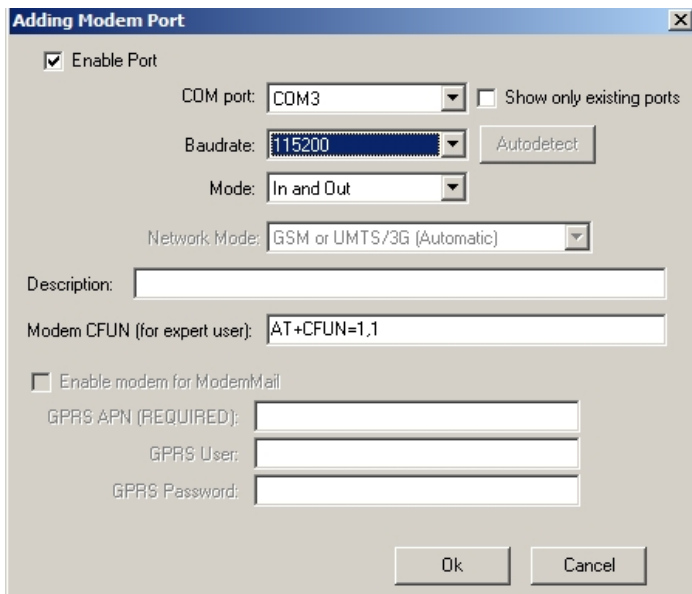 Adding Modem Port
Enable Port
COM port: COM3 Show only existing ports
Baudrate: 115200 Autodetect
Mode: In and Out
Network Mode: GSM or UMTS/3G (Automatic)
Description:
Modem CFUN (for expert user): AT+CFUN=1,1
Enable modem for ModemMail
GPRS APN (REQUIRED):
GPRS User:
GPRS Password:
Ok Cancel